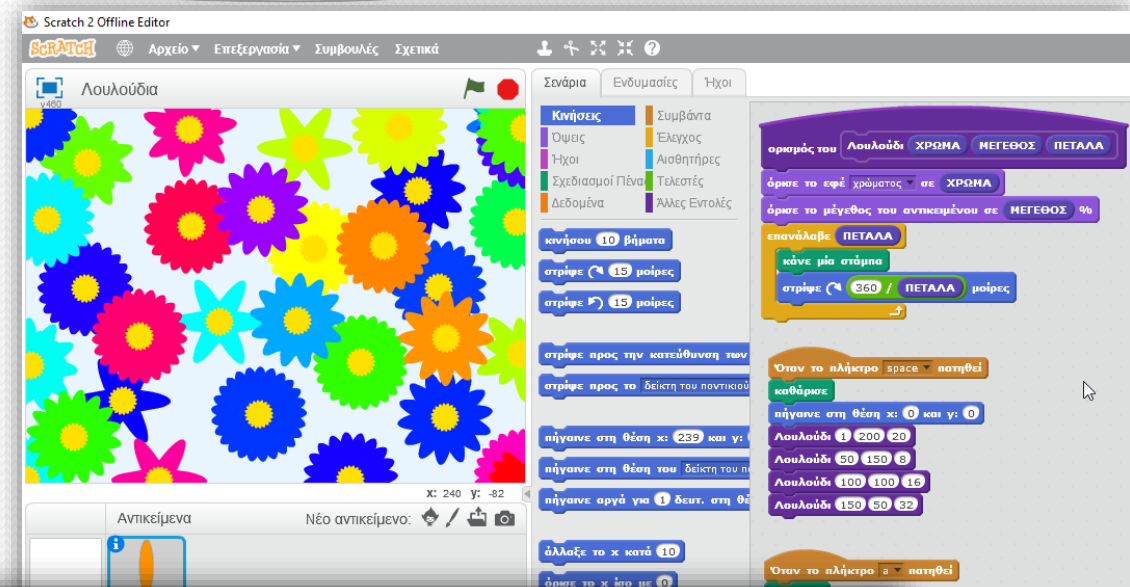 Scratch 2 Offline Editor
SCRATCH Αρχείο Επεξεργασία Συμβουλές Σχετικά
Λουλούδια
v460
x: 240 y: -82
Αντικείμενα Νέο αντικείμενο:
Σενάρια Ενδυμασίες Ήχοι
Κινήσεις Συμβάντα
Όψεις Έλεγχος
Ήχοι Αισθητήρες
Σχεδιασμοί Πένας Τελεστές
Δεδομένα Άλλες Εντολές
κινήσου 10 βήματα
στρίψε 15 μοίρες
στρίψε 15 μοίρες
στρίψε προς την κατεύθυνση των
στρίψε προς το δείκτη του ποντικιού
πήγαινε στη θέση x: 239 και y:
πήγαινε στη θέση του δείκτη του πο
πήγαινε αργά για 1 δευτ. στη θέ
άλλαξε το x κατά 10
όρισε το x ίσο με 0
ορισμός του Λουλούδι ΧΡΩΜΑ ΜΕΓΕΘΟΣ ΠΕΤΑΛΑ
όρισε το εφέ χρώματος σε ΧΡΩΜΑ
όρισε το μέγεθος του αντικειμένου σε ΜΕΓΕΘΟΣ %
επανάλαβε ΠΕΤΑΛΑ
κάνε μία στάμπα
στρίψε 360 / ΠΕΤΑΛΑ μοίρες
Όταν το πλήκτρο space πατηθεί
καθάρισε
πήγαινε στη θέση x: 0 και y: 0
Λουλούδι 1 200 20
Λουλούδι 50 150 8
Λουλούδι 100 100 16
Λουλούδι 150 50 32
Όταν το πλήκτρο a πατηθεί